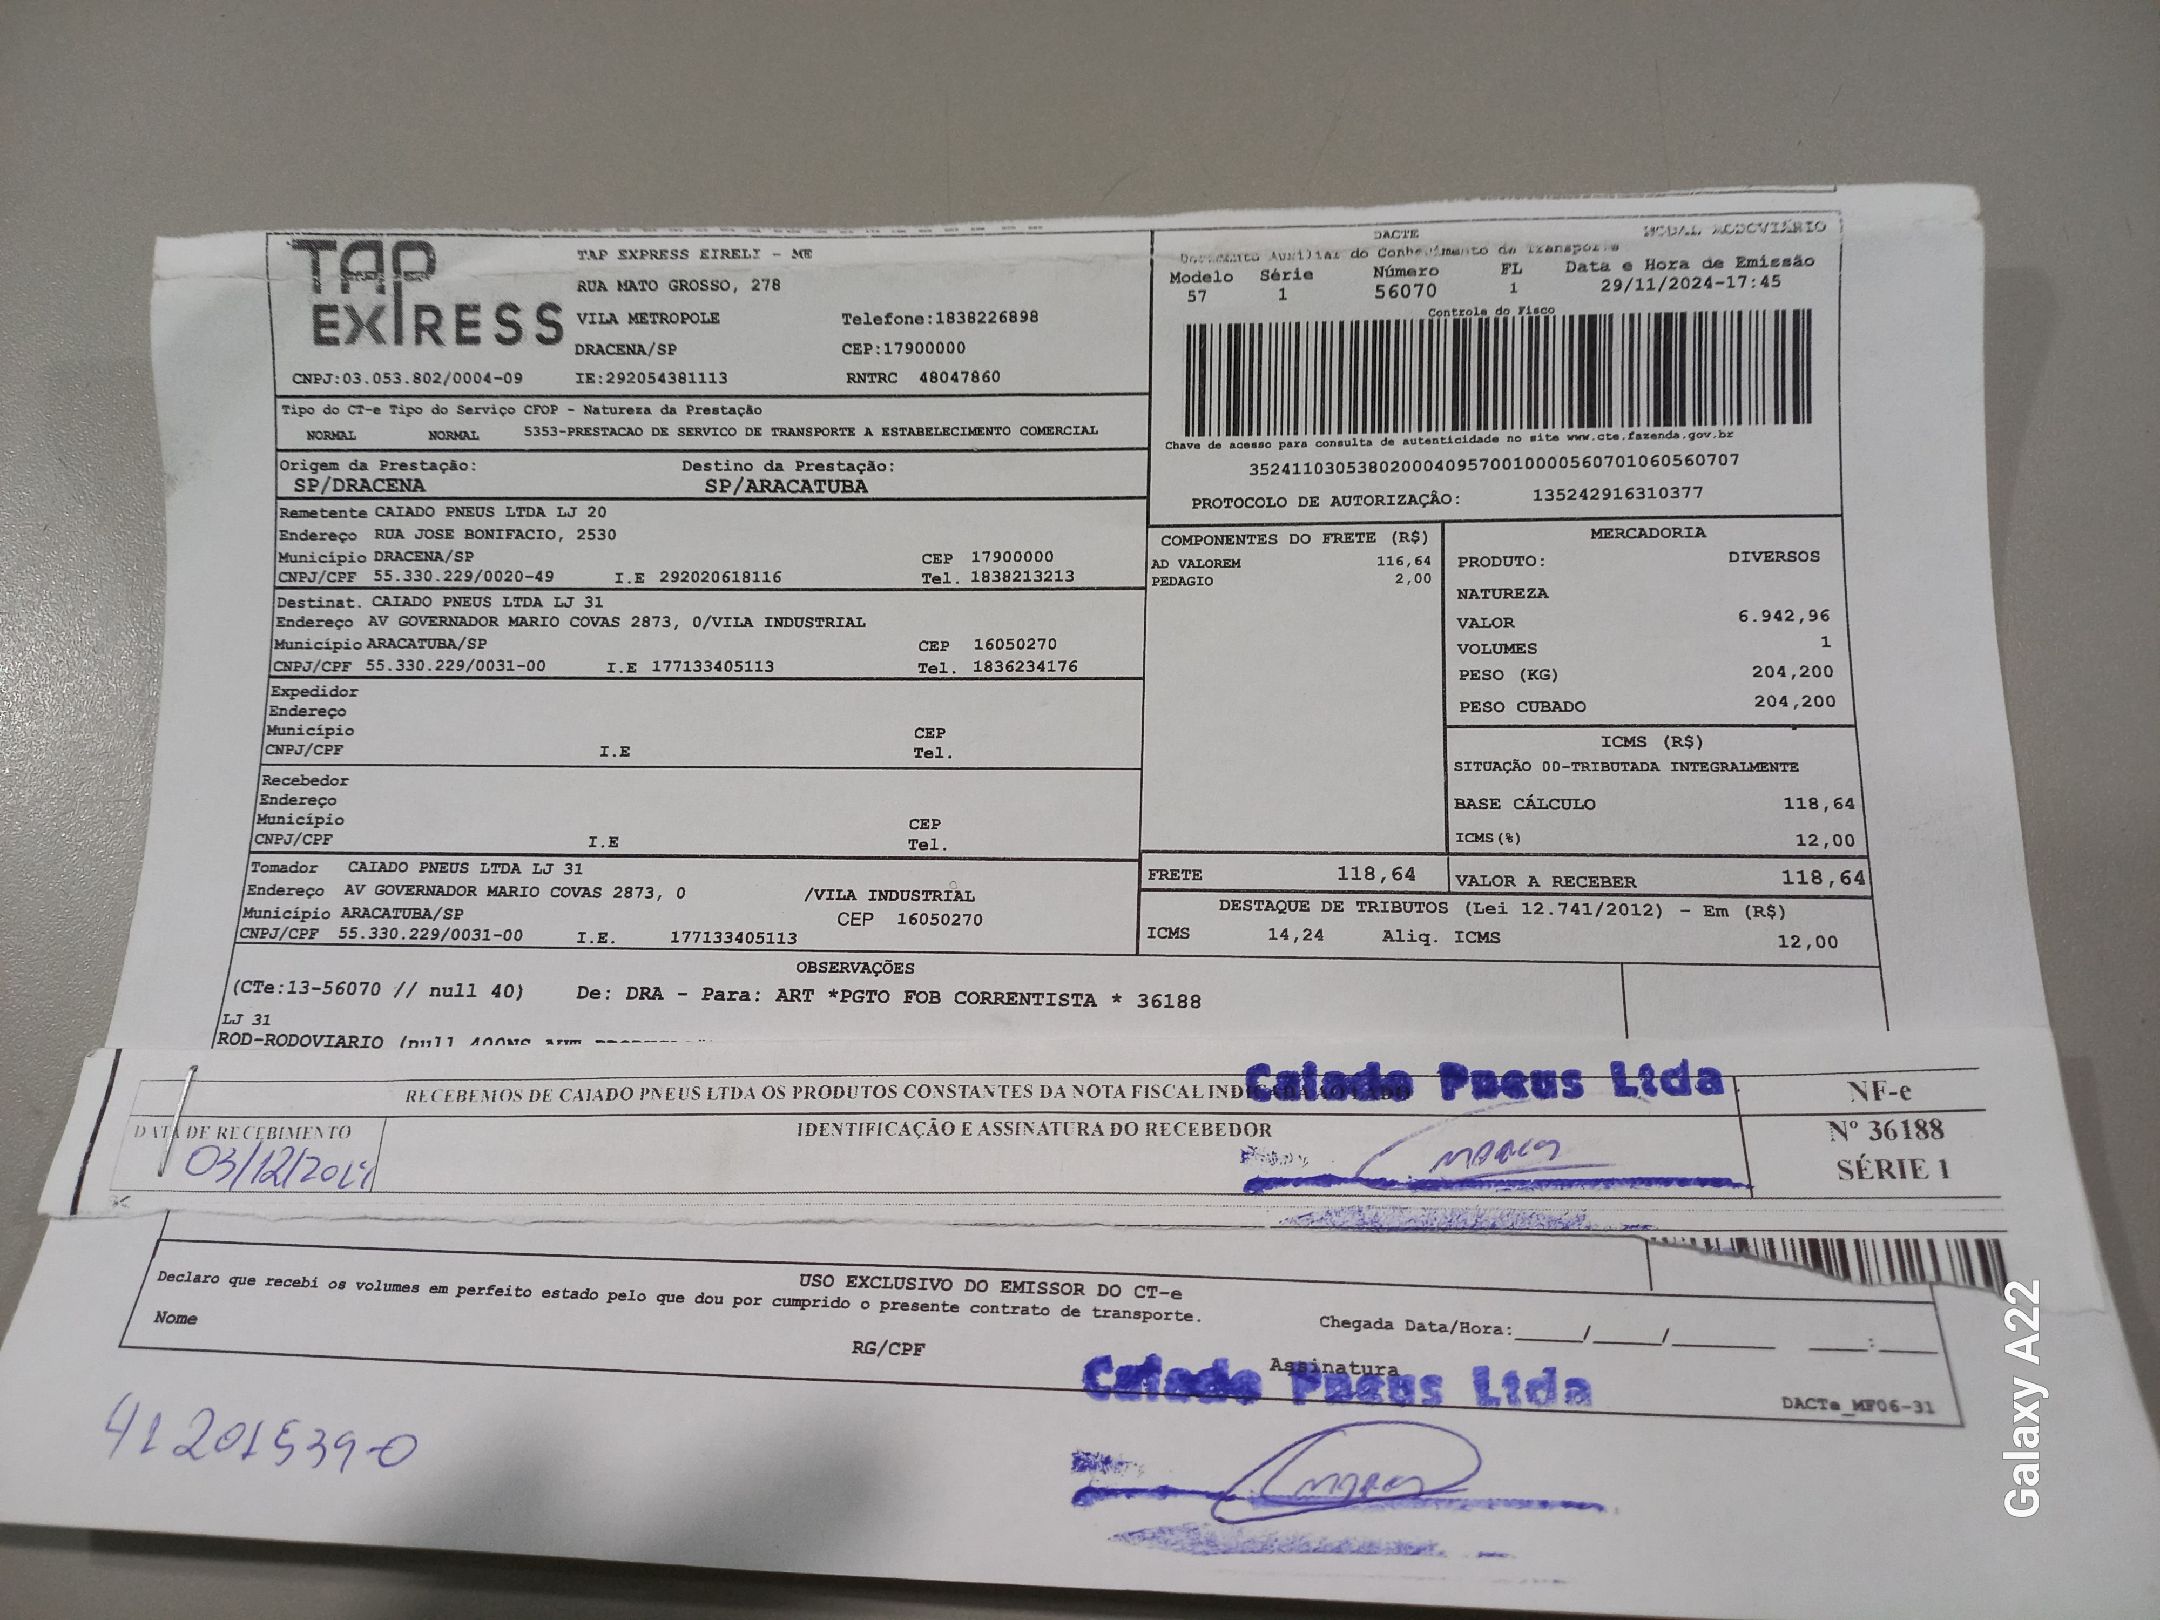 TAP EXPRESS
TAP EXPRESS EIRELI - ME
RUA MATO GROSSO, 278
VILA METROPOLE Telefone:1838226898
DRACENA/SP CEP:17900000
CNPJ:03.053.802/0004-09 IE:292054381113 RNTRC 48047860
DACTE MODAL RODOVIÁRIO
Documento Auxiliar do Conhecimento de Transporte
Modelo Série Número FL Data e Hora de Emissão
57 1 56070 1 29/11/2024-17:45
Controle do Fisco
Chave de acesso para consulta de autenticidade no site www.cte.fazenda.gov.br
35241103053802000409570010000560701060560707
PROTOCOLO DE AUTORIZAÇÃO: 135242916310377
Tipo do CT-e Tipo do Serviço CFOP - Natureza da Prestação
NORMAL NORMAL 5353-PRESTACAO DE SERVICO DE TRANSPORTE A ESTABELECIMENTO COMERCIAL
Origem da Prestação: Destino da Prestação:
SP/DRACENA SP/ARACATUBA
Remetente CAIADO PNEUS LTDA LJ 20
Endereço RUA JOSE BONIFACIO, 2530
Município DRACENA/SP CEP 17900000
CNPJ/CPF 55.330.229/0020-49 I.E 292020618116 Tel. 1838213213
Destinat. CAIADO PNEUS LTDA LJ 31
Endereço AV GOVERNADOR MARIO COVAS 2873, 0/VILA INDUSTRIAL
Município ARACATUBA/SP CEP 16050270
CNPJ/CPF 55.330.229/0031-00 I.E 177133405113 Tel. 1836234176
Expedidor
Endereço
Município CEP
CNPJ/CPF I.E Tel.
Recebedor
Endereço
Município CEP
CNPJ/CPF I.E Tel.
Tomador CAIADO PNEUS LTDA LJ 31
Endereço AV GOVERNADOR MARIO COVAS 2873, 0 /VILA INDUSTRIAL
Município ARACATUBA/SP CEP 16050270
CNPJ/CPF 55.330.229/0031-00 I.E. 177133405113
COMPONENTES DO FRETE (R$)
AD VALOREM 116,64
PEDAGIO 2,00
MERCADORIA
PRODUTO: DIVERSOS
NATUREZA
VALOR 6.942,96
VOLUMES 1
PESO (KG) 204,200
PESO CUBADO 204,200
ICMS (R$)
SITUAÇÃO 00-TRIBUTADA INTEGRALMENTE
BASE CÁLCULO 118,64
ICMS(%) 12,00
FRETE 118,64 VALOR A RECEBER 118,64
DESTAQUE DE TRIBUTOS (Lei 12.741/2012) - Em (R$)
ICMS 14,24 Aliq. ICMS 12,00
OBSERVAÇÕES
(CTe:13-56070 // null 40) De: DRA - Para: ART *PGTO FOB CORRENTISTA * 36188
LJ 31
ROD-RODOVIARIO (null
Caiado Pneus Ltda
RECEBEMOS DE CAIADO PNEUS LTDA OS PRODUTOS CONSTANTES DA NOTA FISCAL INDICADA AO LADO NF-e
DATA DE RECEBIMENTO IDENTIFICAÇÃO E ASSINATURA DO RECEBEDOR Nº 36188
03/12/2024 SÉRIE 1
USO EXCLUSIVO DO EMISSOR DO CT-e
Declaro que recebi os volumes em perfeito estado pelo que dou por cumprido o presente contrato de transporte.
Nome Chegada Data/Hora:_____/_____/_______ ____:____
RG/CPF Assinatura
Caiado Pneus Ltda
DACTe_MF06-31
41201539-0
Galaxy A22